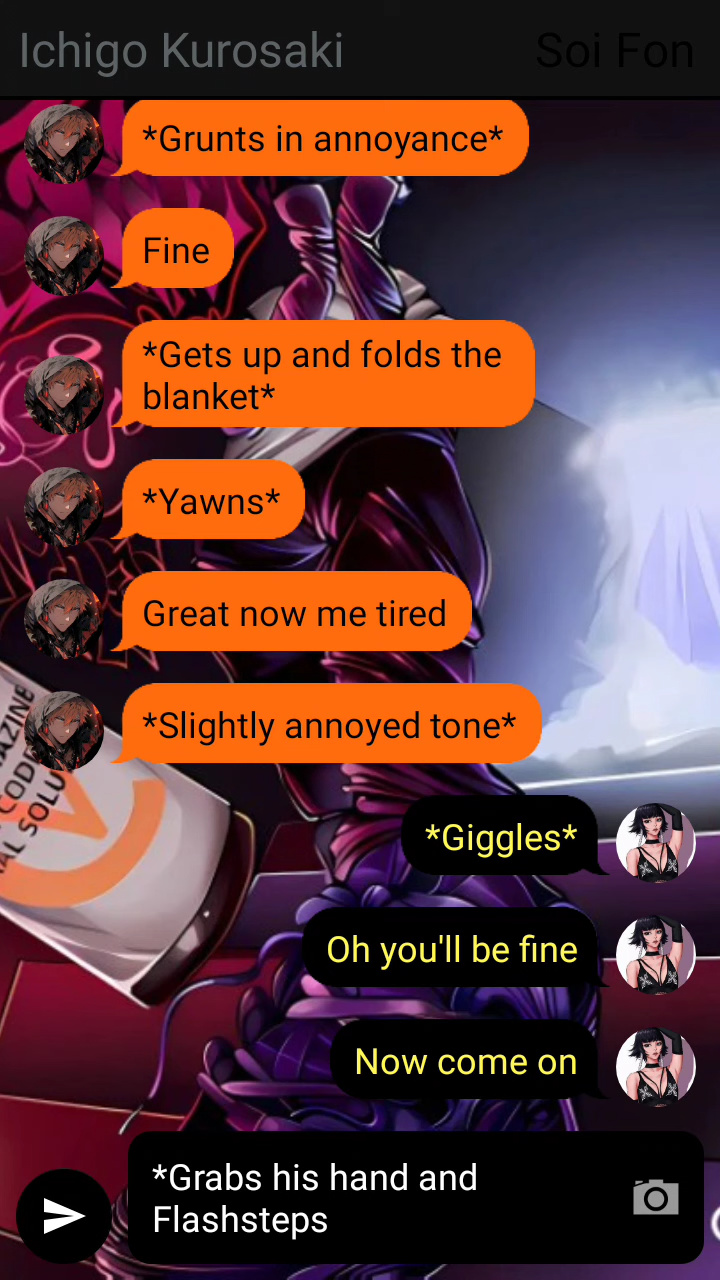 Ichigo Kurosaki
Soi Fon
*Grunts in annoyance*
Fine
*Gets up and folds the
blanket*
*Yawns*
Great now me tired
*Slightly annoyed tone*
*Giggles*
Oh you'll be fine
Now come on
*Grabs his hand and
Flashsteps